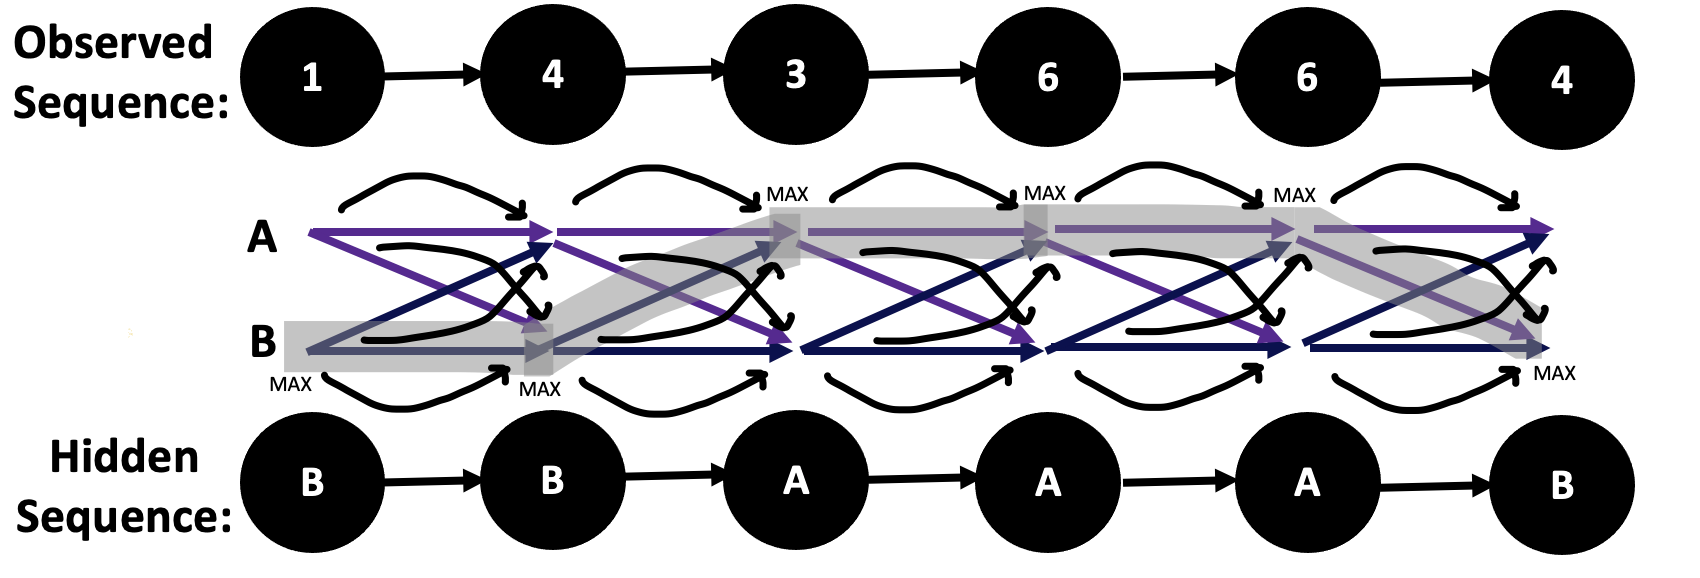 Observed
Sequence:
1 4 3 6 6 4
MAX MAX MAX
A
B
MAX MAX MAX
Hidden
Sequence:
B B A A A B